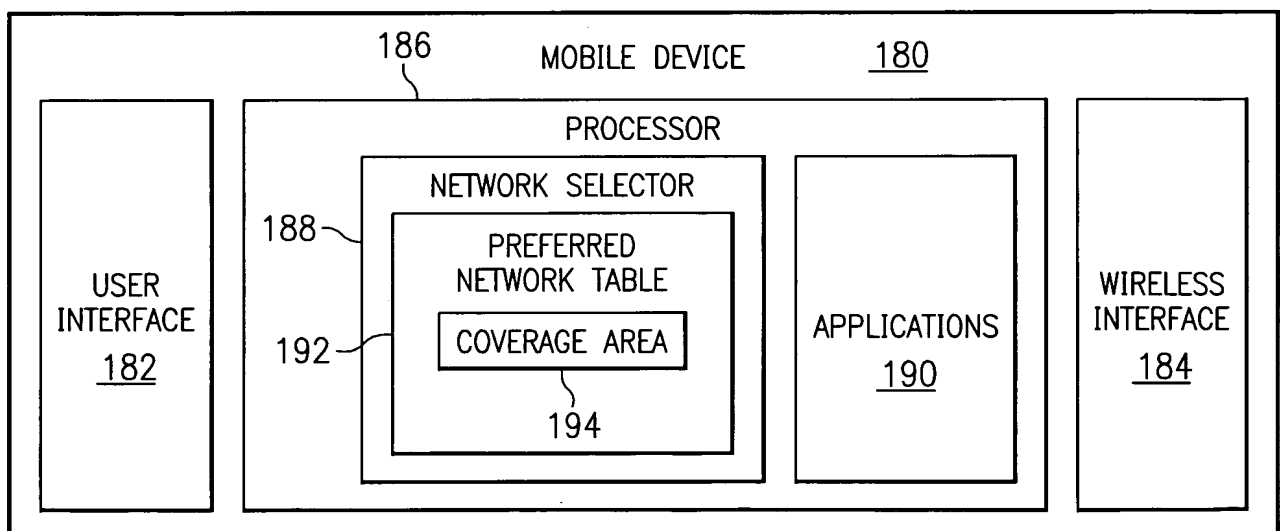 186
MOBILE DEVICE 180
PROCESSOR
NETWORK SELECTOR
188
PREFERRED
NETWORK TABLE
192
COVERAGE AREA
194
USER
INTERFACE
182
APPLICATIONS
190
WIRELESS
INTERFACE
184